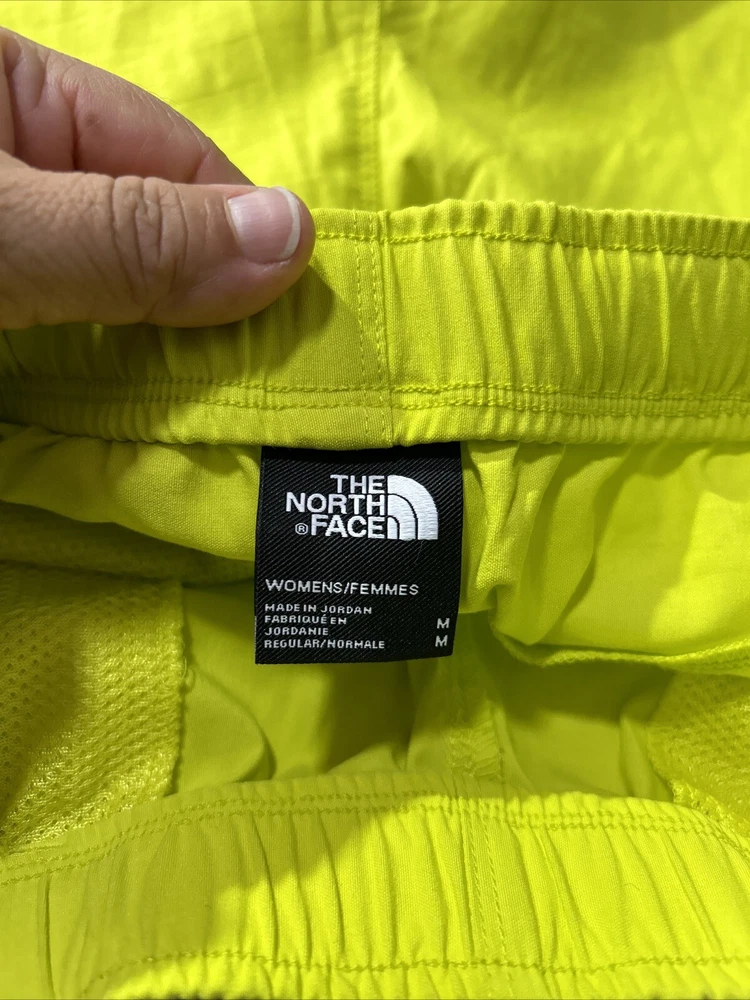 THE
NORTH
® FACE
WOMENS/FEMMES
MADE IN JORDAN
FABRIQUÉ EN
JORDANIE M
REGULAR/NORMALE M